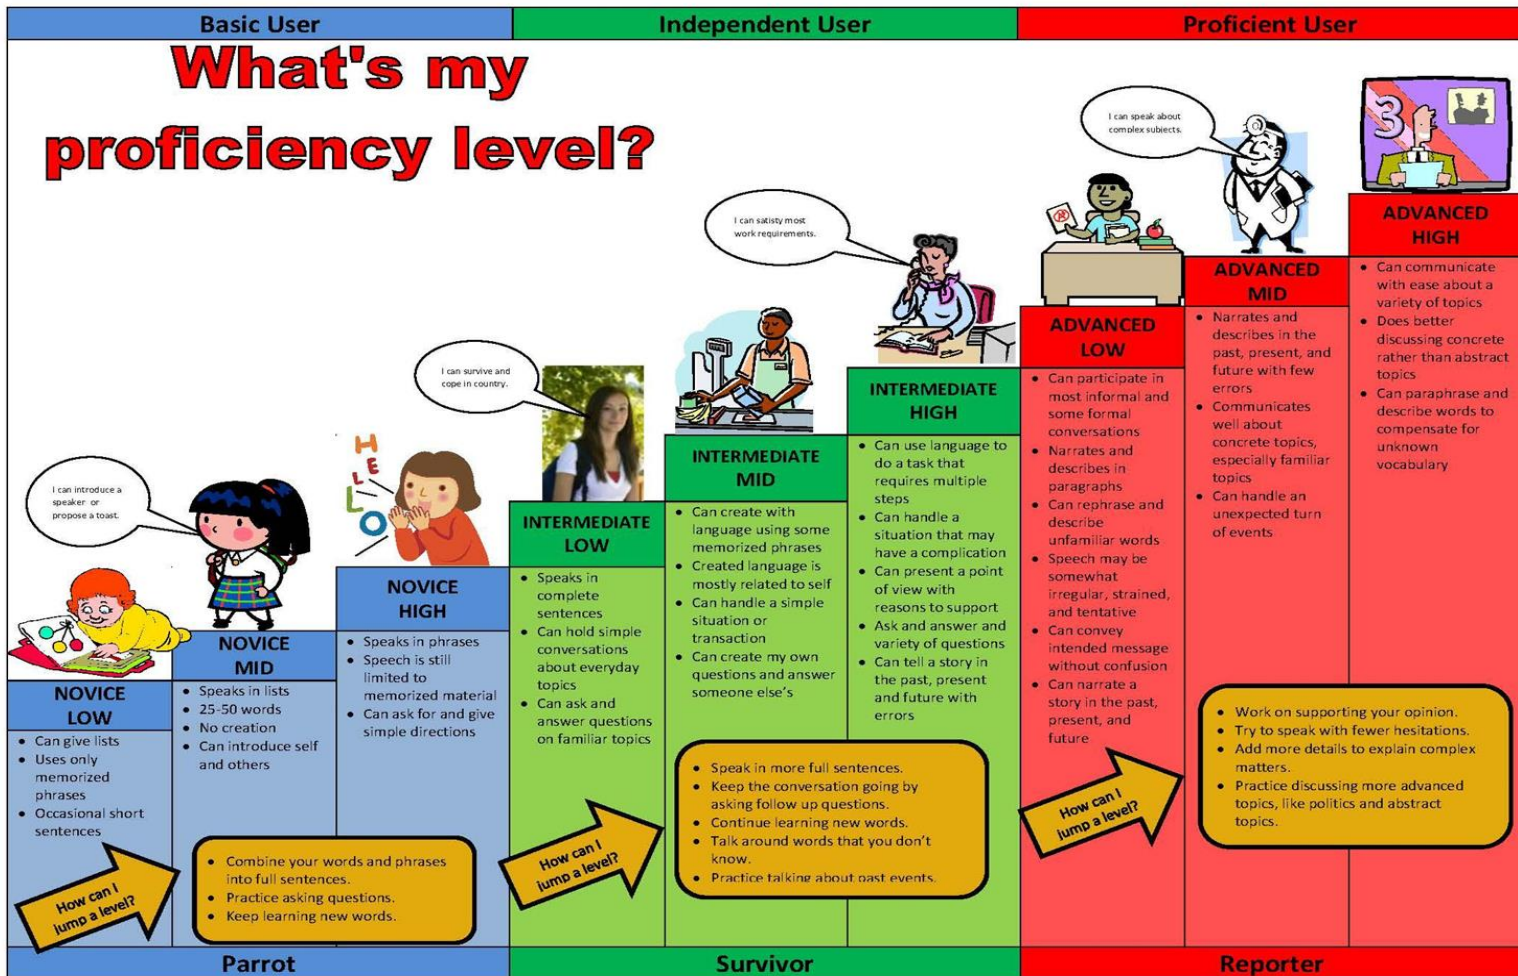 Basic User
Independent User
Proficient User
What's my
proficiency level?
I can introduce a
speaker or
propose a toast.
I can survive and
cope in country.
I can satisty most
work requirements.
I can speak about
complex subjects.
HELLO
3
A
NOVICE
LOW
• Can give lists
• Uses only
memorized
phrases
• Occasional short
sentences
NOVICE
MID
• Speaks in lists
• 25-50 words
• No creation
• Can introduce self
and others
NOVICE
HIGH
• Speaks in phrases
• Speech is still
limited to
memorized material
• Can ask for and give
simple directions
How can I
jump a level?
• Combine your words and phrases
into full sentences.
• Practice asking questions.
• Keep learning new words.
INTERMEDIATE
LOW
• Speaks in
complete
sentences
• Can hold simple
conversations
about everyday
topics
• Can ask and
answer questions
on familiar topics
INTERMEDIATE
MID
• Can create with
language using some
memorized phrases
• Created language is
mostly related to self
• Can handle a simple
situation or
transaction
• Can create my own
questions and answer
someone else's
INTERMEDIATE
HIGH
• Can use language to
do a task that
requires multiple
steps
• Can handle a
situation that may
have a complication
• Can present a point
of view with
reasons to support
• Ask and answer and
variety of questions
• Can tell a story in
the past, present
and future with
errors
How can I
jump a level?
• Speak in more full sentences.
• Keep the conversation going by
asking follow up questions.
• Continue learning new words.
• Talk around words that you don't
know.
• Practice talking about past events.
ADVANCED
LOW
• Can participate in
most informal and
some formal
conversations
• Narrates and
describes in
paragraphs
• Can rephrase and
describe
unfamiliar words
• Speech may be
somewhat
irregular, strained,
and tentative
• Can convey
intended message
without confusion
• Can narrate a
story in the past,
present, and
future
ADVANCED
MID
• Narrates and
describes in the
past, present, and
future with few
errors
• Communicates
well about
concrete topics,
especially familiar
topics
• Can handle an
unexpected turn
of events
ADVANCED
HIGH
• Can communicate
with ease about a
variety of topics
• Does better
discussing concrete
rather than abstract
topics
• Can paraphrase and
describe words to
compensate for
unknown
vocabulary
How can I
jump a level?
• Work on supporting your opinion.
• Try to speak with fewer hesitations.
• Add more details to explain complex
matters.
• Practice discussing more advanced
topics, like politics and abstract
topics.
Parrot
Survivor
Reporter